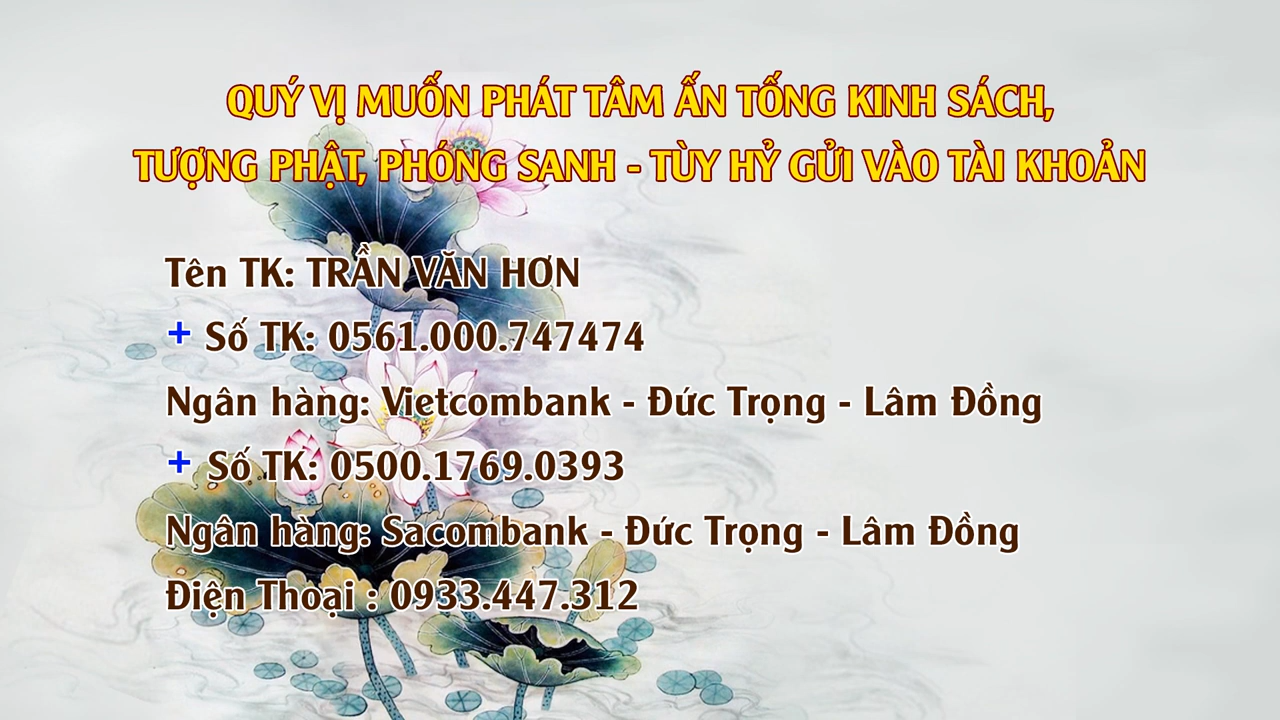 QUÝ VỊ MUỐN PHÁT TÂM ẤN TỐNG KINH SÁCH,
TƯỢNG PHẬT, PHÓNG SANH - TÙY HỶ GỬI VÀO TÀI KHOẢN
Tên TK: TRẦN VĂN HƠN
+ Số TK: 0561.000.747474
Ngân hàng: Vietcombank - Đức Trọng - Lâm Đồng
+ Số TK: 0500.1769.0393
Ngân hàng: Sacombank - Đức Trọng - Lâm Đồng
Điện Thoại : 0933.447.312